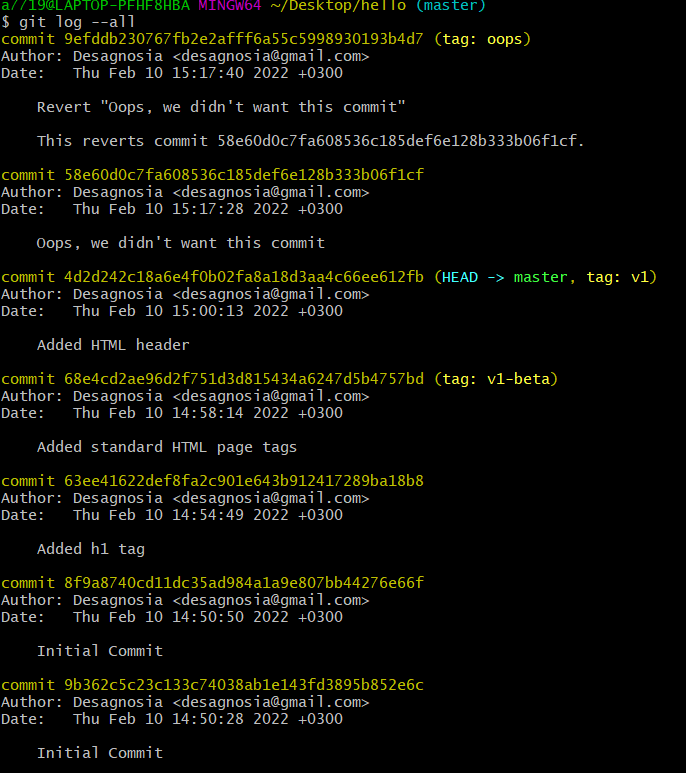 a7719@LAPTOP-PFHF8HBA MINGW64 ~/Desktop/hello (master)
$ git log --all
commit 9efddb230767fb2e2afff6a55c5998930193b4d7 (tag: oops)
Author: Desagnosia <desagnosia@gmail.com>
Date:   Thu Feb 10 15:17:40 2022 +0300
Revert "Oops, we didn't want this commit"
This reverts commit 58e60d0c7fa608536c185def6e128b333b06f1cf.
commit 58e60d0c7fa608536c185def6e128b333b06f1cf
Author: Desagnosia <desagnosia@gmail.com>
Date:   Thu Feb 10 15:17:28 2022 +0300
Oops, we didn't want this commit
commit 4d2d242c18a6e4f0b02fa8a18d3aa4c66ee612fb (HEAD -> master, tag: v1)
Author: Desagnosia <desagnosia@gmail.com>
Date:   Thu Feb 10 15:00:13 2022 +0300
Added HTML header
commit 68e4cd2ae96d2f751d3d815434a6247d5b4757bd (tag: v1-beta)
Author: Desagnosia <desagnosia@gmail.com>
Date:   Thu Feb 10 14:58:14 2022 +0300
Added standard HTML page tags
commit 63ee41622def8fa2c901e643b912417289ba18b8
Author: Desagnosia <desagnosia@gmail.com>
Date:   Thu Feb 10 14:54:49 2022 +0300
Added h1 tag
commit 8f9a8740cd11dc35ad984a1a9e807bb44276e66f
Author: Desagnosia <desagnosia@gmail.com>
Date:   Thu Feb 10 14:50:50 2022 +0300
Initial Commit
commit 9b362c5c23c133c74038ab1e143fd3895b852e6c
Author: Desagnosia <desagnosia@gmail.com>
Date:   Thu Feb 10 14:50:28 2022 +0300
Initial Commit